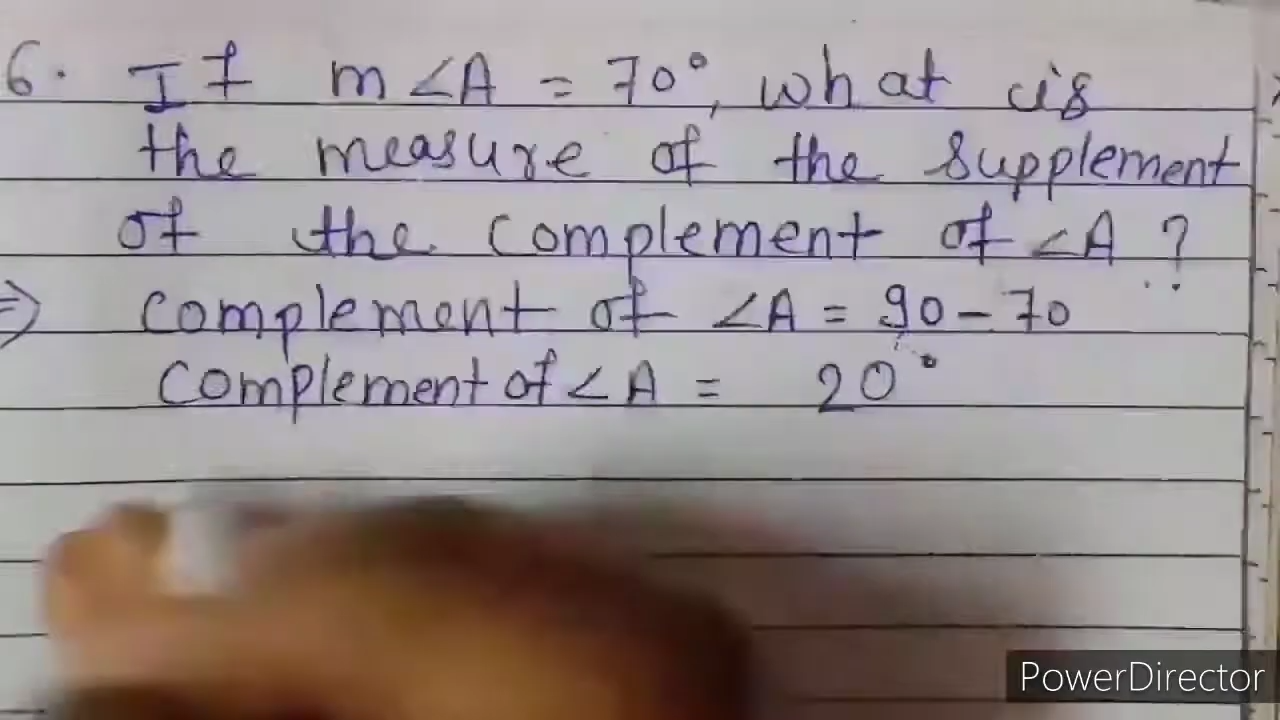 6. If m∠A = 70°, what is
the measure of the supplement
of the complement of ∠A ?
⇒ complement of ∠A = 90 - 70
complement of ∠A = 20°
PowerDirector